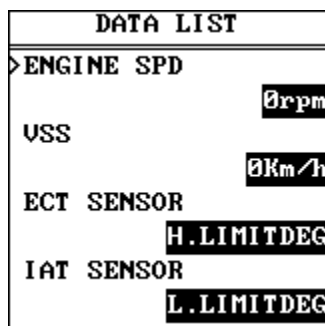 DATA LIST
>ENGINE SPD
0rpm
VSS
0Km/h
ECT SENSOR
H.LIMITDEG
IAT SENSOR
L.LIMITDEG